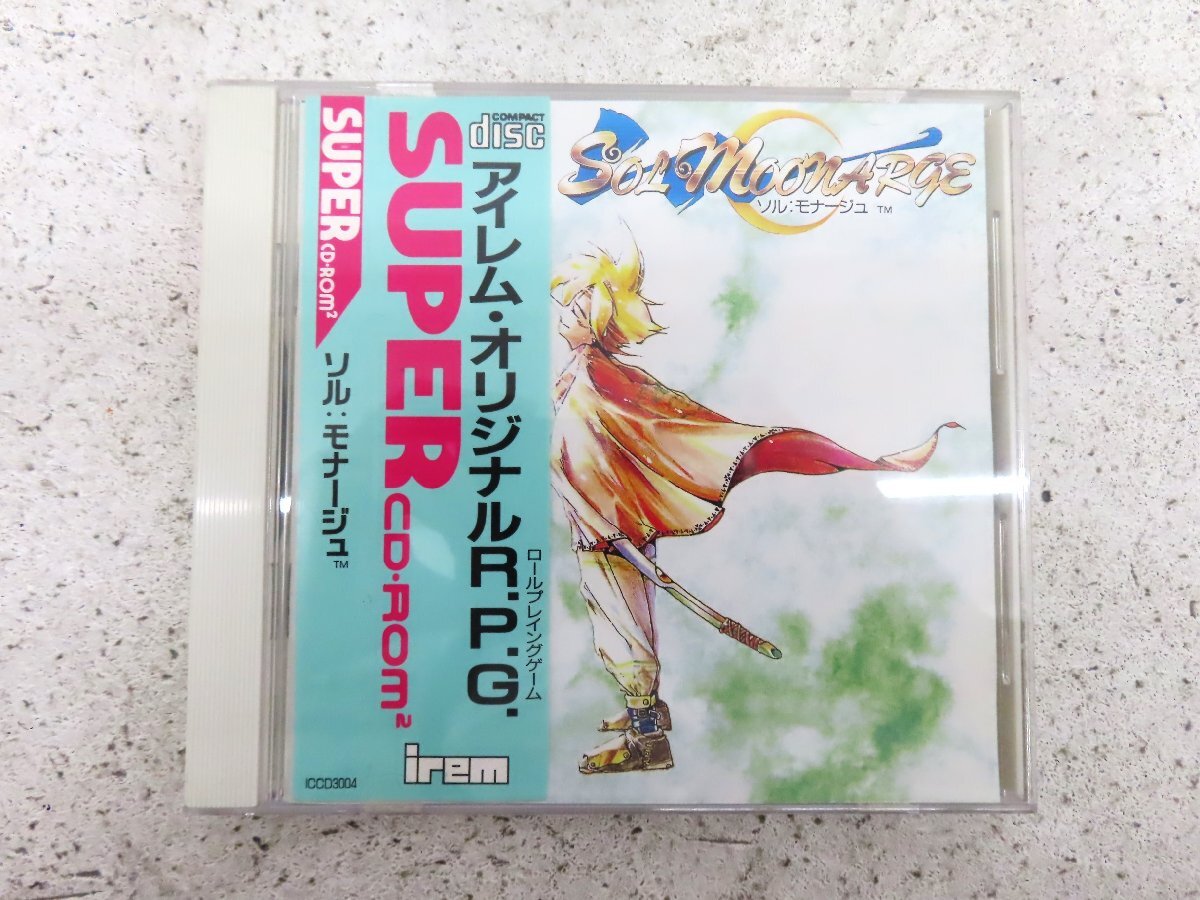 SUPER CD-ROM²
ソル:モナージュ™
ICCD3004
COMPACT
disc
SUPER CD-ROM²
アイレム・オリジナルR.P.G.
ロールプレイングゲーム
irem
SOL MOONARGE
ソル:モナージュ ™